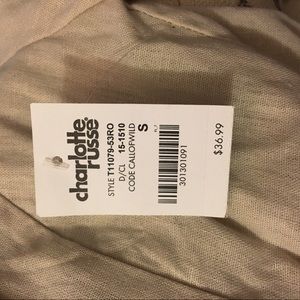 charlotte
russe
STYLE T11079-53RO
D/CL 15-1510
CODE CALLOFWILD
S
301301091
$36.99